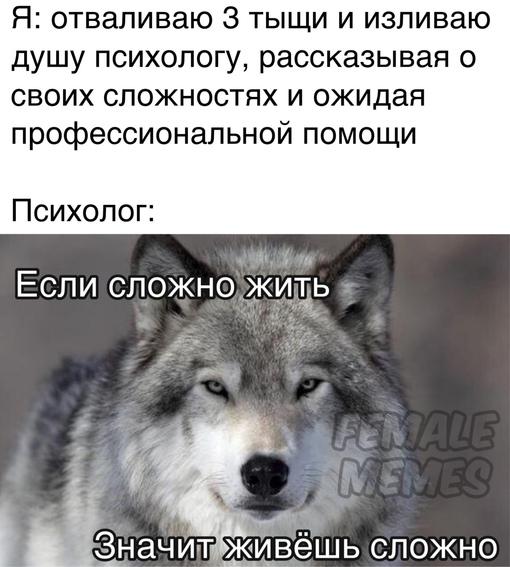 Я: отваливаю 3 тыщи и изливаю
душу психологу, рассказывая о
своих сложностях и ожидая
профессиональной помощи
Психолог:
Если сложно жить
FEMALE
MEMES
Значит живёшь сложно